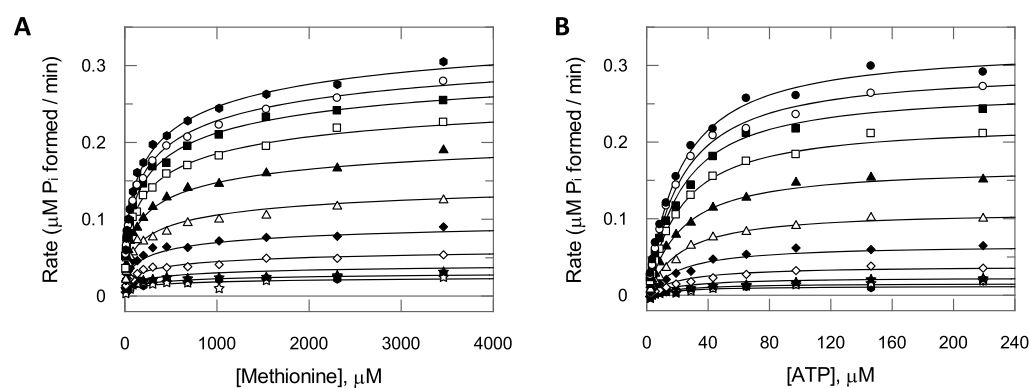 A
Rate (μM Pi formed / min)
0.3
0.2
0.1
0
0 1000 2000 3000 4000
[Methionine], μM
B
Rate (μM Pi formed / min)
0.3
0.2
0.1
0
0 40 80 120 160 200 240
[ATP], μM